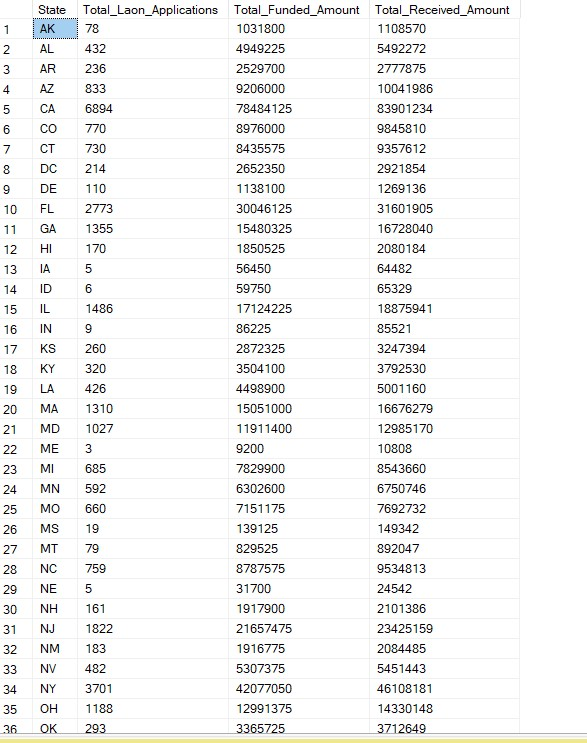 State Total_Laon_Applications Total_Funded_Amount Total_Received_Amount
1 AK 78 1031800 1108570
2 AL 432 4949225 5492272
3 AR 236 2529700 2777875
4 AZ 833 9206000 10041986
5 CA 6894 78484125 83901234
6 CO 770 8976000 9845810
7 CT 730 8435575 9357612
8 DC 214 2652350 2921854
9 DE 110 1138100 1269136
10 FL 2773 30046125 31601905
11 GA 1355 15480325 16728040
12 HI 170 1850525 2080184
13 IA 5 56450 64482
14 ID 6 59750 65329
15 IL 1486 17124225 18875941
16 IN 9 86225 85521
17 KS 260 2872325 3247394
18 KY 320 3504100 3792530
19 LA 426 4498900 5001160
20 MA 1310 15051000 16676279
21 MD 1027 11911400 12985170
22 ME 3 9200 10808
23 MI 685 7829900 8543660
24 MN 592 6302600 6750746
25 MO 660 7151175 7692732
26 MS 19 139125 149342
27 MT 79 829525 892047
28 NC 759 8787575 9534813
29 NE 5 31700 24542
30 NH 161 1917900 2101386
31 NJ 1822 21657475 23425159
32 NM 183 1916775 2084485
33 NV 482 5307375 5451443
34 NY 3701 42077050 46108181
35 OH 1188 12991375 14330148
36 OK 293 3365725 3712649